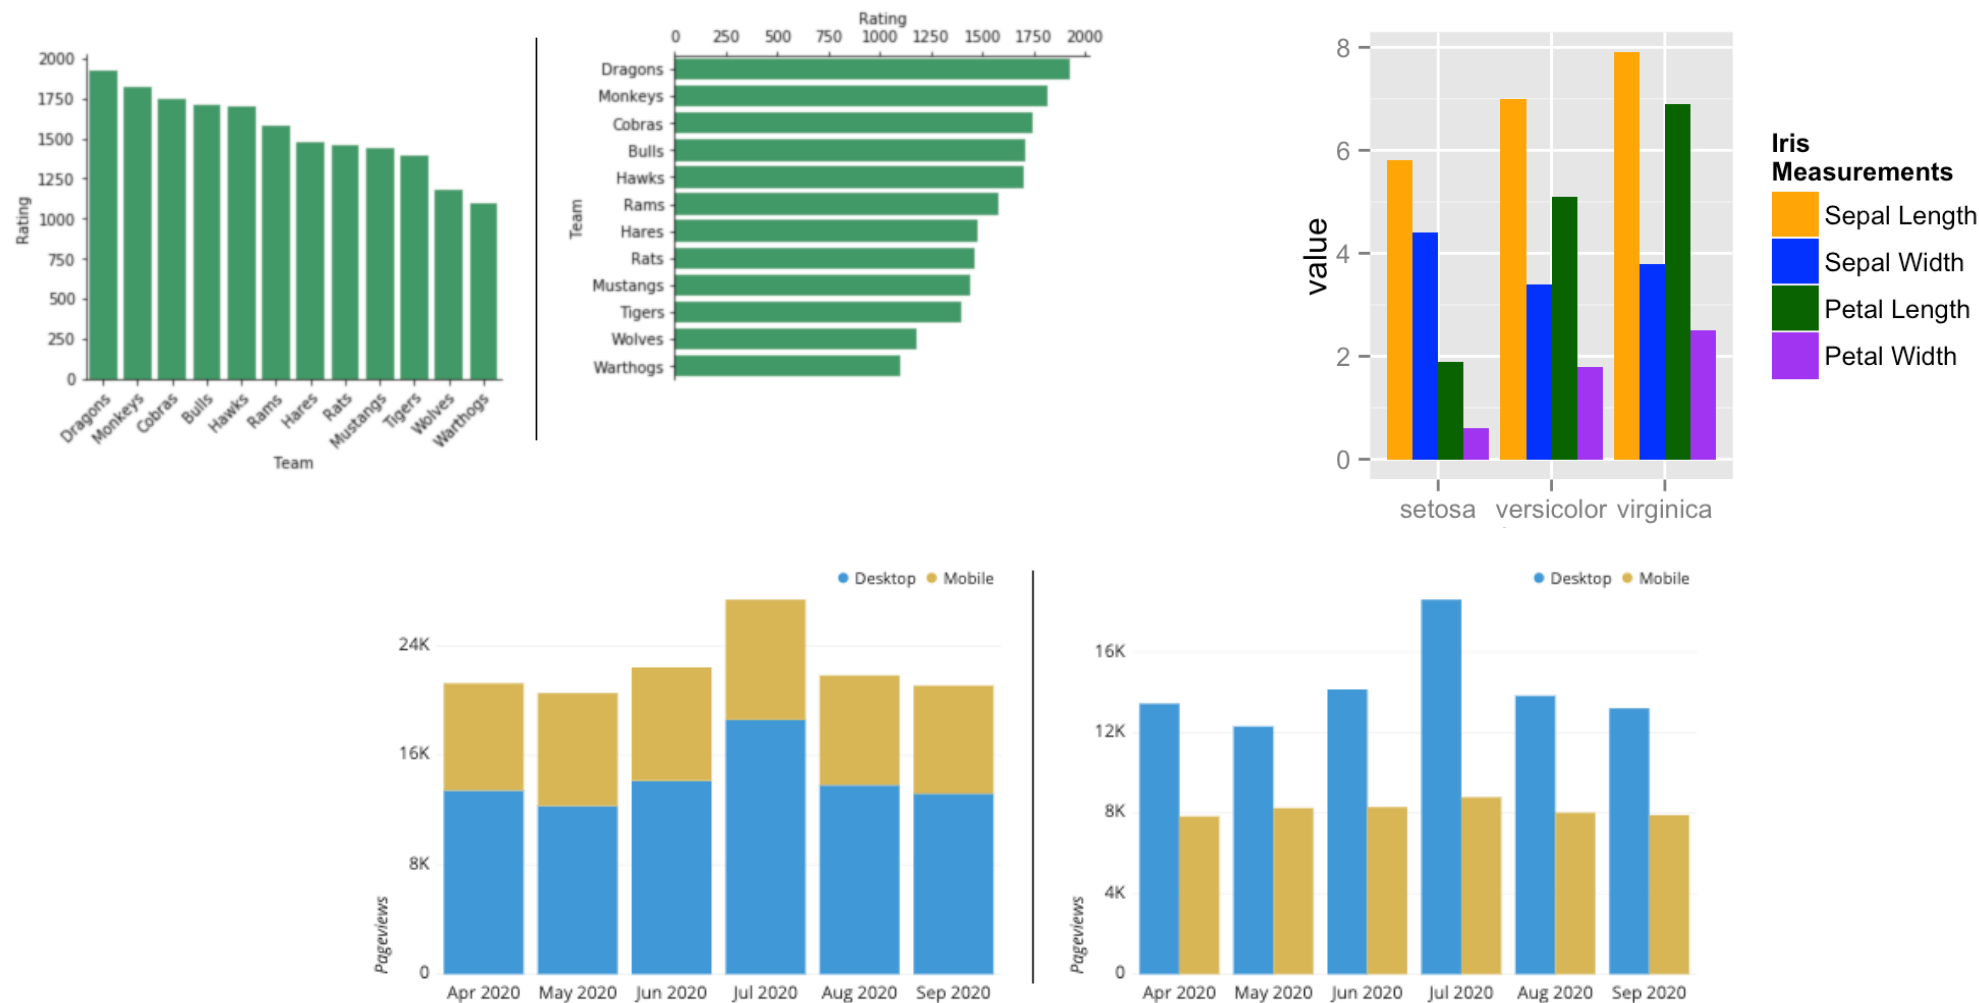 2000
1750
1500
1250
1000
750
500
250
0
Rating
Dragons
Monkeys
Cobras
Bulls
Hawks
Rams
Hares
Rats
Mustangs
Tigers
Wolves
Warthogs
Team
Rating
0 250 500 750 1000 1250 1500 1750 2000
Team
Dragons
Monkeys
Cobras
Bulls
Hawks
Rams
Hares
Rats
Mustangs
Tigers
Wolves
Warthogs
8
6
4
2
0
value
setosa versicolor virginica
Iris
Measurements
Sepal Length
Sepal Width
Petal Length
Petal Width
Desktop Mobile
24K
16K
8K
0
Pageviews
Apr 2020 May 2020 Jun 2020 Jul 2020 Aug 2020 Sep 2020
Desktop Mobile
16K
12K
8K
4K
0
Pageviews
Apr 2020 May 2020 Jun 2020 Jul 2020 Aug 2020 Sep 2020